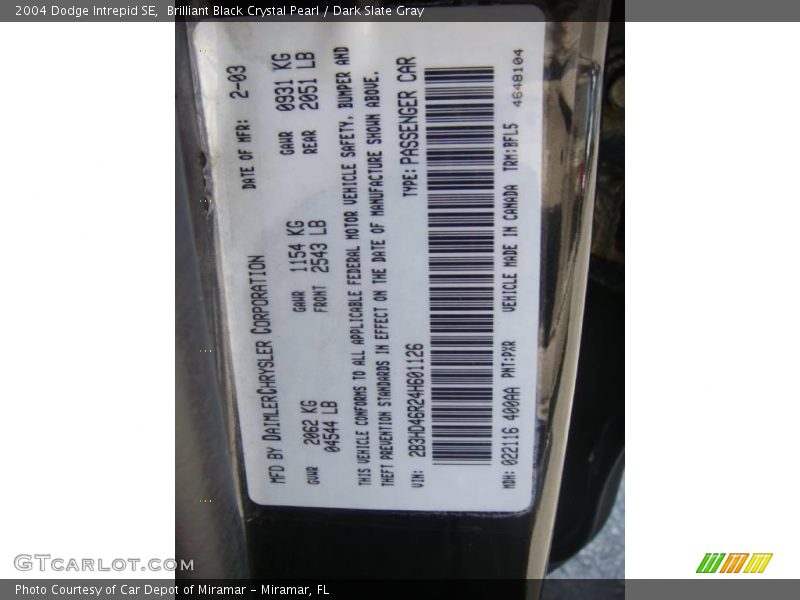 2004 Dodge Intrepid SE,  Brilliant Black Crystal Pearl / Dark Slate Gray
MFD BY DAIMLERCHRYSLER CORPORATION DATE OF MFR: 2-03
GVWR 2062 KG 04544 LB GAWR FRONT 1154 KG 2543 LB GAWR REAR 0931 KG 2051 LB
THIS VEHICLE CONFORMS TO ALL APPLICABLE FEDERAL MOTOR VEHICLE SAFETY, BUMPER AND
THEFT PREVENTION STANDARDS IN EFFECT ON THE DATE OF MANUFACTURE SHOWN ABOVE.
VIN: 2B3HD46R24H601126 TYPE: PASSENGER CAR
MDH: 022116 400AA PNT:PXR VEHICLE MADE IN CANADA TRM:BFL5
4648104
GTCARLOT.COM
Photo Courtesy of Car Depot of Miramar - Miramar, FL